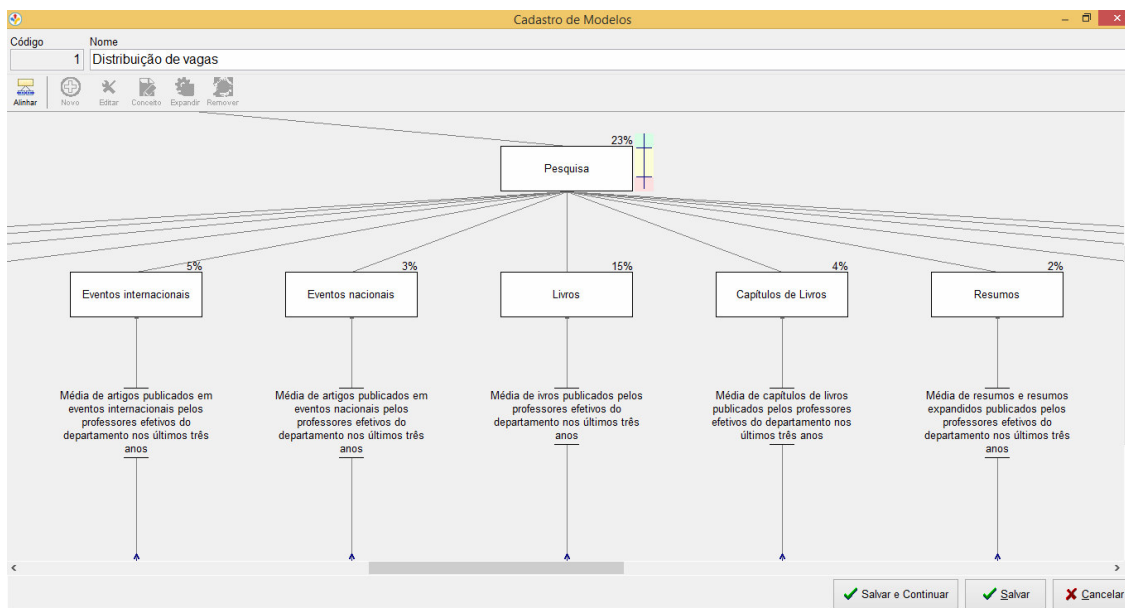 Cadastro de Modelos
Código
Nome
1
Distribuição de vagas
Alinhar
Novo
Editar
Conceito
Expandir
Remover
23%
Pesquisa
5%
3%
15%
4%
2%
Eventos internacionais
Eventos nacionais
Livros
Capítulos de Livros
Resumos
Média de artigos publicados em
eventos internacionais pelos
professores efetivos do
departamento nos últimos três
anos
Média de artigos publicados em
eventos nacionais pelos
professores efetivos do
departamento nos últimos três
anos
Média de ivros publicados pelos
professores efetivos do
departamento nos últimos três
anos
Média de capítulos de livros
publicados pelos professores
efetivos do departamento nos
últimos três anos
Média de resumos e resumos
expandidos publicados pelos
professores efetivos do
departamento nos últimos três
anos
Salvar e Continuar
Salvar
Cancelar